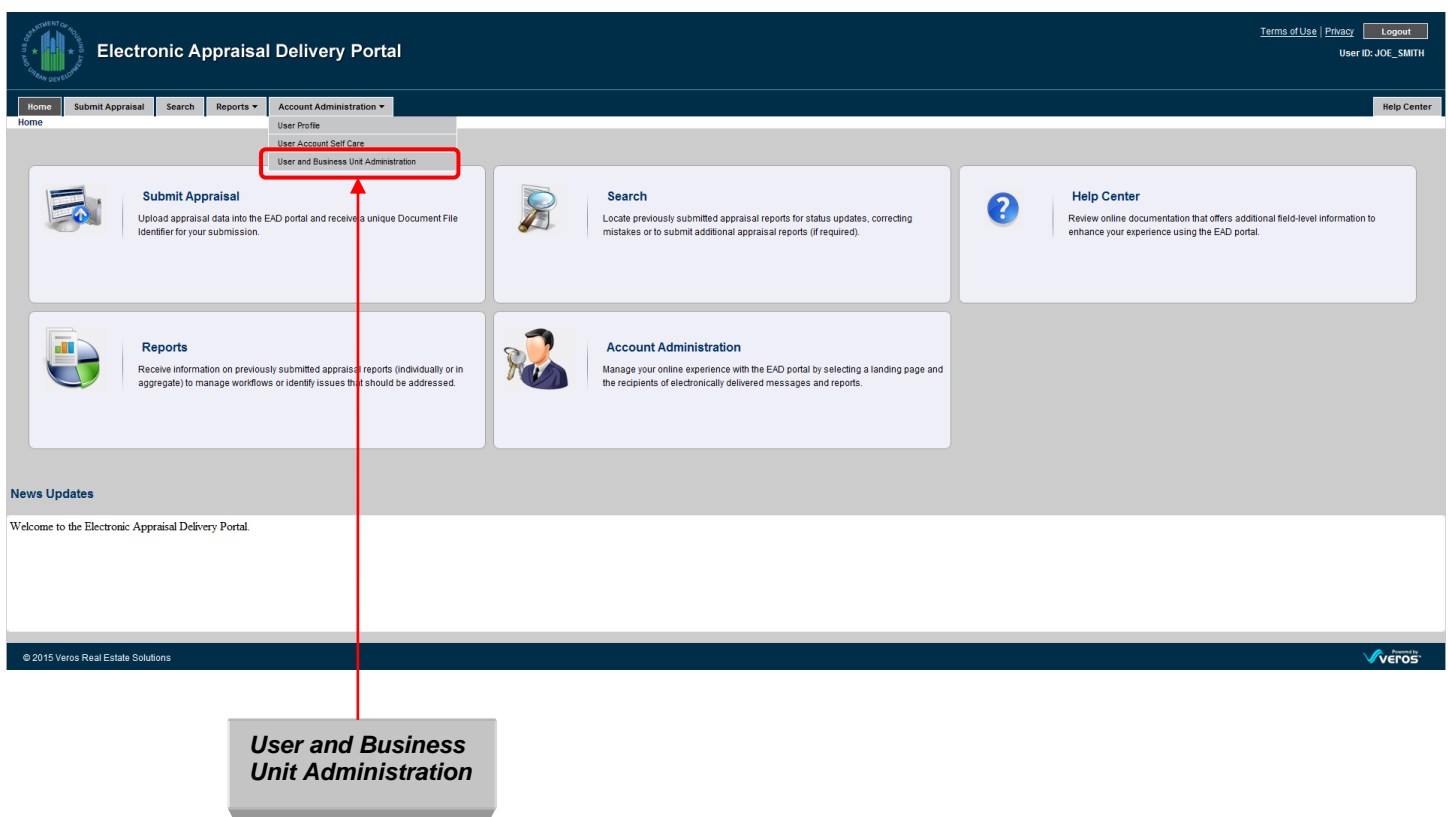 U.S. DEPARTMENT OF HOUSING
AND URBAN DEVELOPMENT
Electronic Appraisal Delivery Portal
Terms of Use | Privacy Logout
User ID: JOE_SMITH
Home Submit Appraisal Search Reports Account Administration Help Center
Home
User Profile
User Account Self Care
User and Business Unit Administration
Submit Appraisal
Upload appraisal data into the EAD portal and receive a unique Document File
Identifier for your submission.
Search
Locate previously submitted appraisal reports for status updates, correcting
mistakes or to submit additional appraisal reports (if required).
Help Center
Review online documentation that offers additional field-level information to
enhance your experience using the EAD portal.
Reports
Receive information on previously submitted appraisal reports (individually or in
aggregate) to manage workflows or identify issues that should be addressed.
Account Administration
Manage your online experience with the EAD portal by selecting a landing page and
the recipients of electronically delivered messages and reports.
News Updates
Welcome to the Electronic Appraisal Delivery Portal.
© 2015 Veros Real Estate Solutions
Powered by
veros
User and Business
Unit Administration